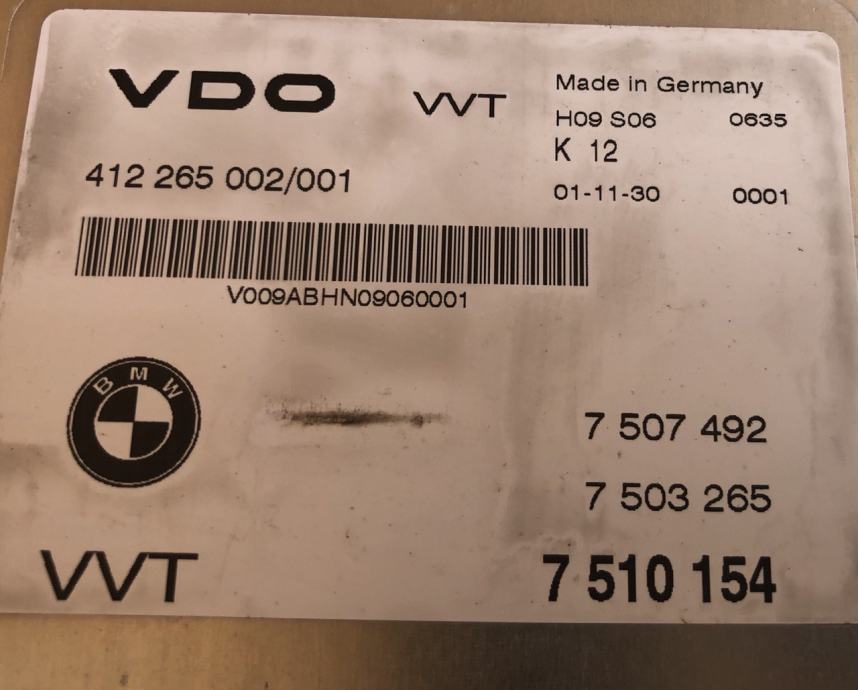 VDO VVT
Made in Germany
H09 S06 0635
K 12
01-11-30 0001
412 265 002/001
V009ABHN09060001
BMW
7 507 492
7 503 265
VVT
7 510 154